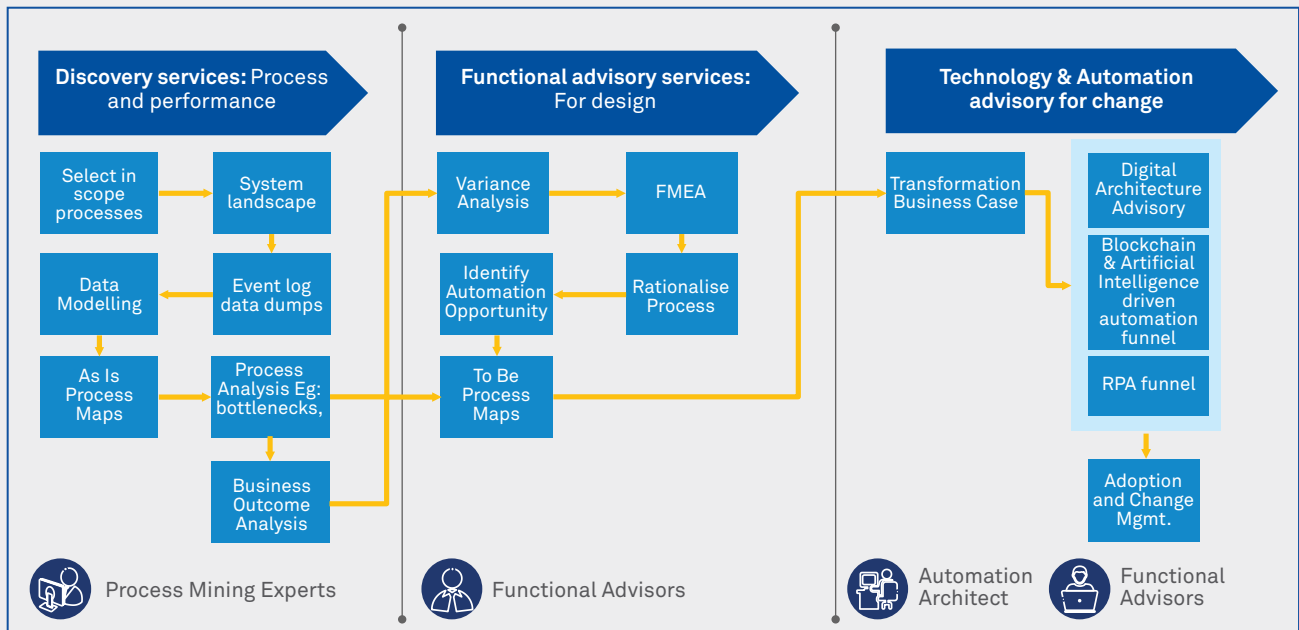 Discovery services: Process
and performance
Select in
scope
processes
System
landscape
Data
Modelling
Event log
data dumps
As Is
Process
Maps
Process
Analysis Eg:
bottlenecks,
Business
Outcome
Analysis
Process Mining Experts
Functional advisory services:
For design
Variance
Analysis
FMEA
Identify
Automation
Opportunity
Rationalise
Process
To Be
Process
Maps
Functional Advisors
Technology & Automation
advisory for change
Transformation
Business Case
Digital
Architecture
Advisory
Blockchain
& Artificial
Intelligence
driven
automation
funnel
RPA funnel
Adoption
and Change
Mgmt.
Automation
Architect
Functional
Advisors